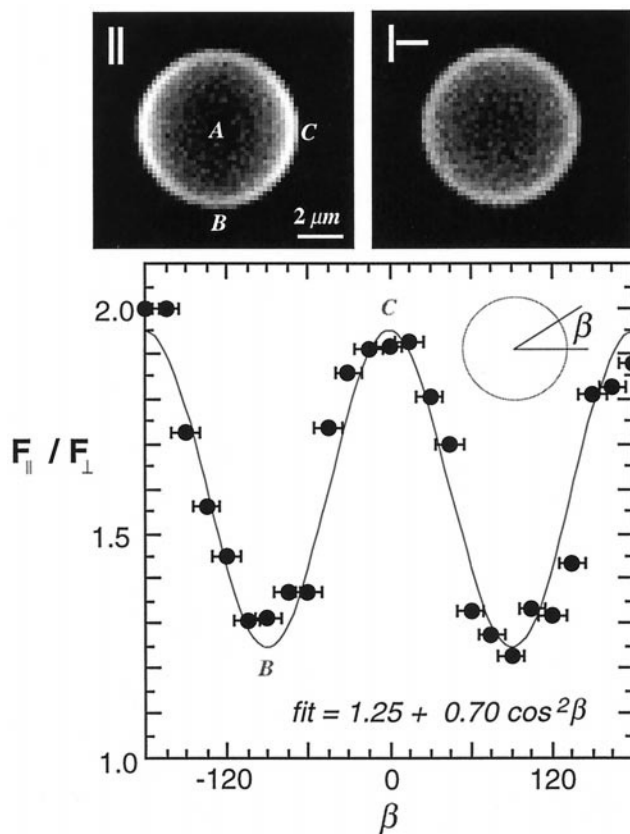 ||
A
C
B
2 µm
|—
2.0
C
β
F|| / F⊥
1.5
B
fit = 1.25 + 0.70 cos²β
1.0
-120 0 120
β